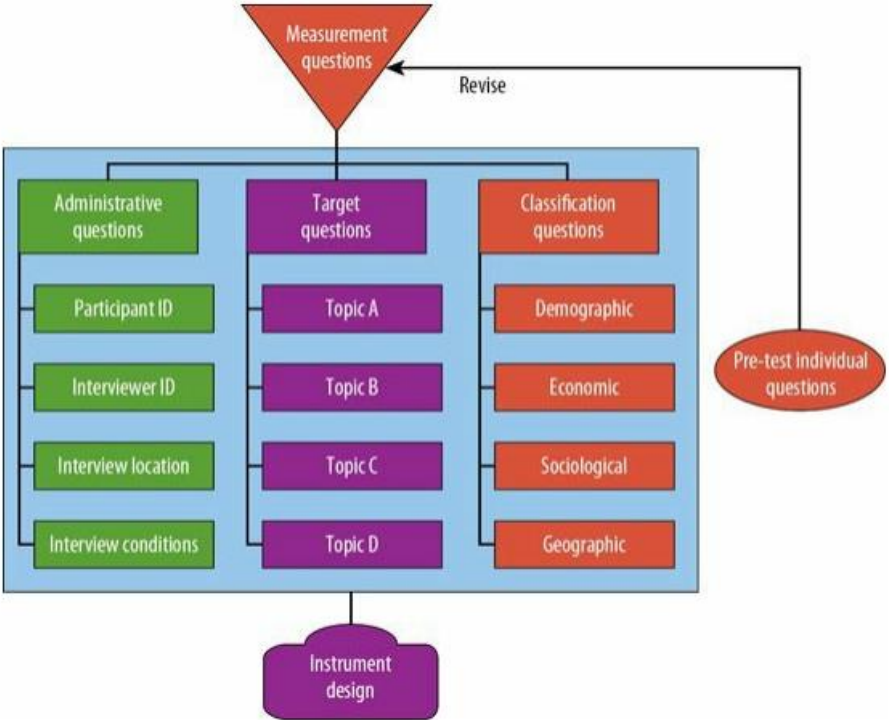 Measurement
questions
Revise
Administrative
questions
Target
questions
Classification
questions
Participant ID
Topic A
Demographic
Interviewer ID
Topic B
Economic
Pre-test individual
questions
Interview location
Topic C
Sociological
Interview conditions
Topic D
Geographic
Instrument
design